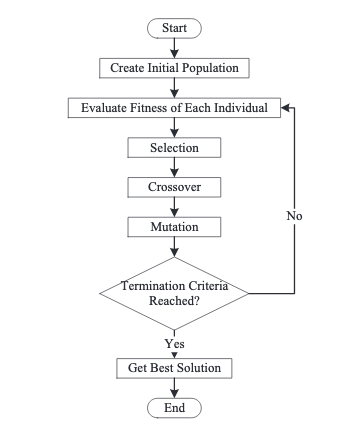 Start
Create Initial Population
Evaluate Fitness of Each Individual
Selection
Crossover
No
Mutation
Termination Criteria
Reached?
Yes
Get Best Solution
End